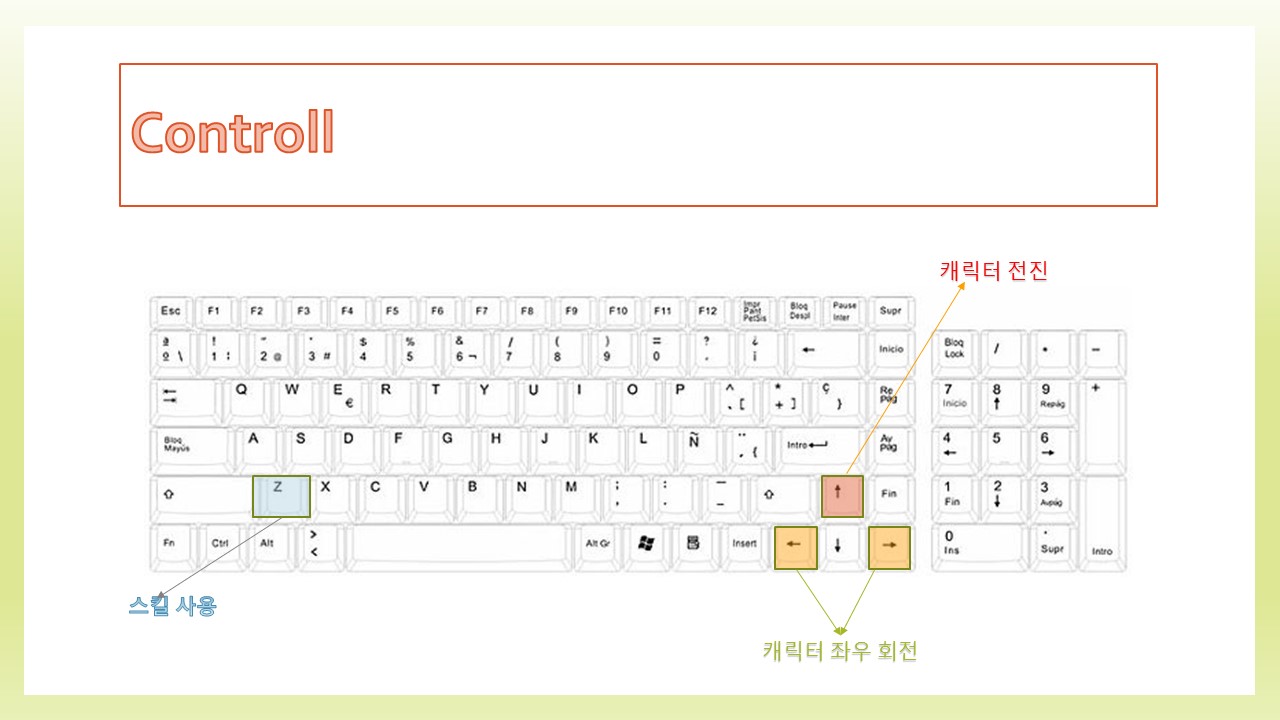 Controll
캐릭터 전진
Esc F1 F2 F3 F4 F5 F6 F7 F8 F9 F10 F11 F12 Impr Pant PetSis Bloq Despl Pause Inter Supr
ª ! " · $ % & / ( ) = ? ¿
º \ 1 : 2 @ 3 # 4 5 6 ¬ 7 8 9 0 . ¡ ← Inicio Bloq Lock / • −
Q W E R T Y U I O P ^ * Ç Re Pág 7 8 9 +
€ ` [ + ] } Inicio ↑ Repág
Bloq Mayús A S D F G H J K L Ñ ¨ ´ { Intro Av Pág 4 5 6
← →
Z X C V B N M ; , : . _ – ↑ Fin 1 2 3
Fin ↓ Avpág
Fn Ctrl Alt > < Alt Gr Insert ← ↓ → 0 Ins . Supr Intro
스킬 사용
캐릭터 좌우 회전